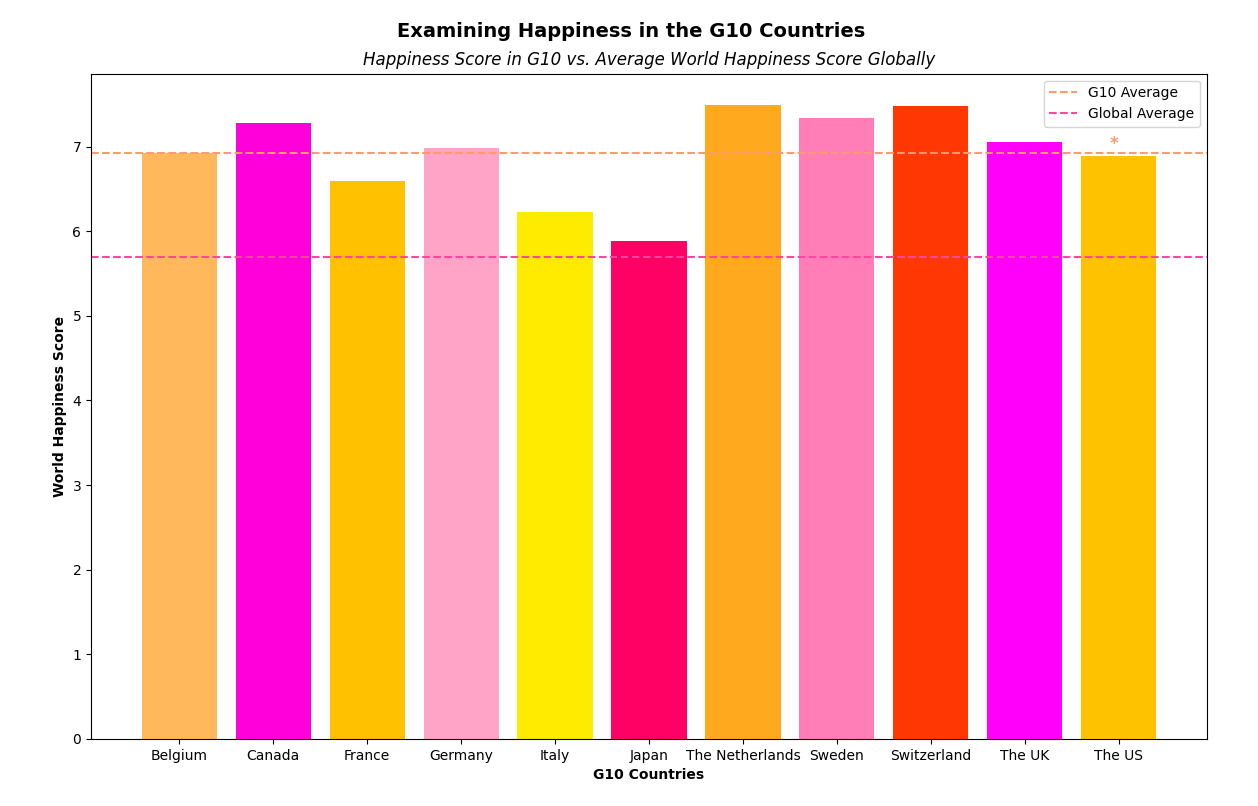 Examining Happiness in the G10 Countries
Happiness Score in G10 vs. Average World Happiness Score Globally
G10 Average
Global Average
*
7
6
5
4
3
2
1
0
World Happiness Score
Belgium Canada France Germany Italy Japan The Netherlands Sweden Switzerland The UK The US
G10 Countries